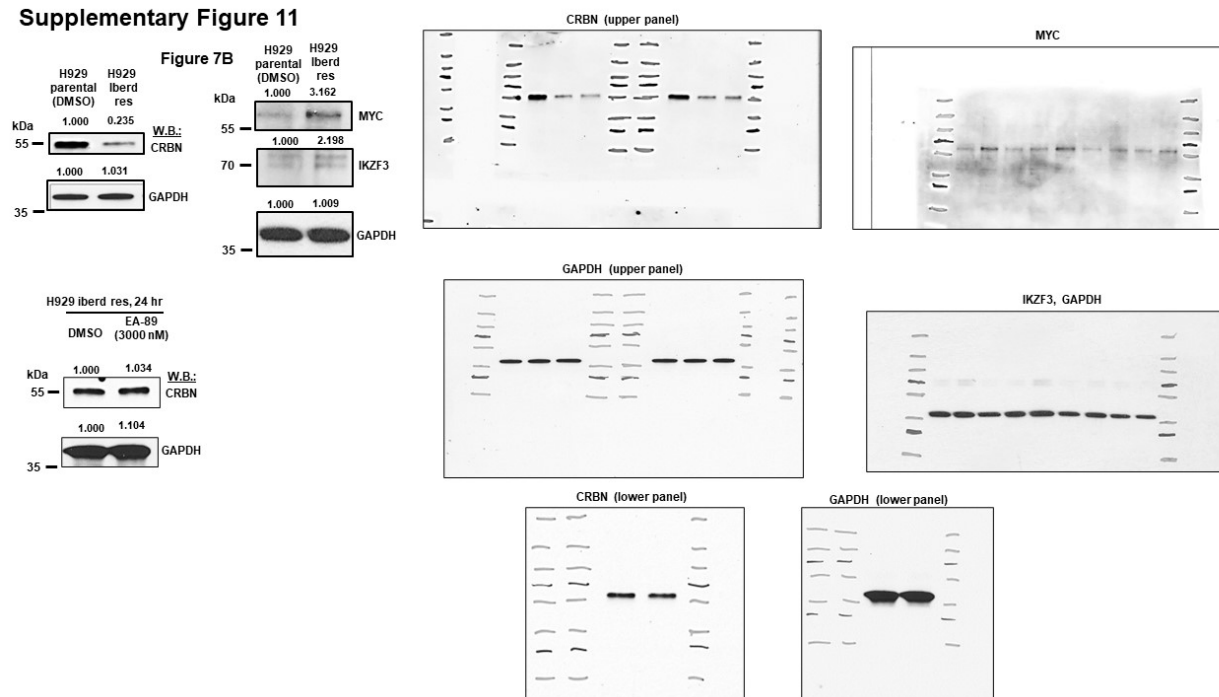 Supplementary Figure 11
Figure 7B
H929 parental (DMSO)
H929 Iberd res
kDa
1.000 0.235
W.B.:
55
CRBN
1.000 1.031
GAPDH
35
H929 parental (DMSO)
H929 Iberd res
kDa
1.000 3.162
MYC
55
1.000 2.198
70
IKZF3
1.000 1.009
GAPDH
35
H929 iberd res, 24 hr
DMSO
EA-89 (3000 nM)
kDa
1.000 1.034
W.B.:
55
CRBN
1.000 1.104
GAPDH
35
CRBN (upper panel)
MYC
GAPDH (upper panel)
IKZF3, GAPDH
CRBN (lower panel)
GAPDH (lower panel)